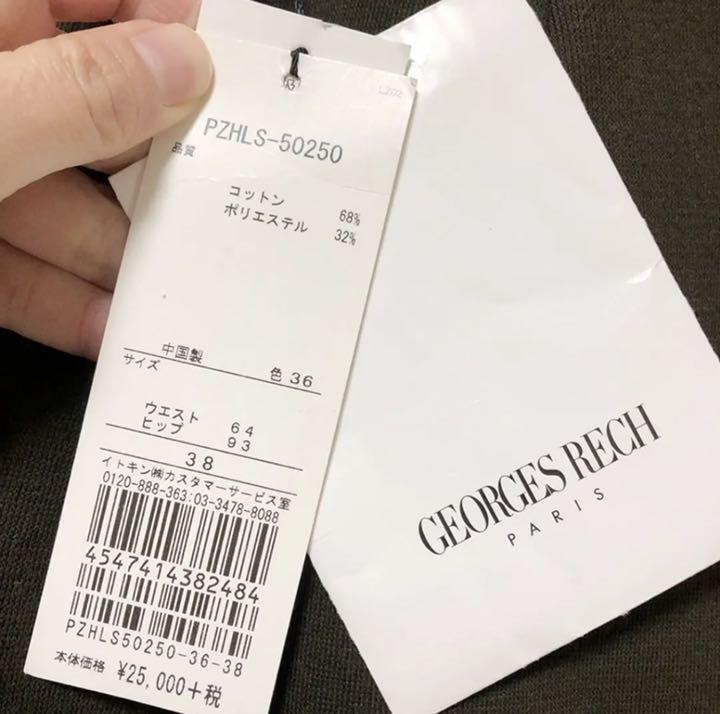 PZHLS-50250
品質
コットン 68%
ポリエステル 32%
中国製 色 36
サイズ
ウエスト 64
ヒップ 93
38
イトキン㈱カスタマーサービス室
0120-888-363:03-3478-8088
4547414382484
PZHLS50250-36-38
本体価格 ¥25,000+税
GEORGES RECH
PARIS